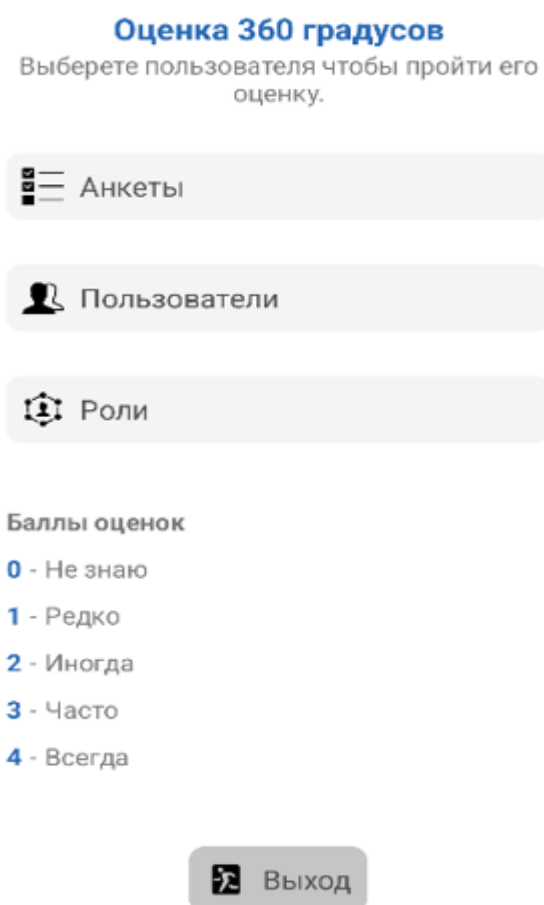 Оценка 360 градусов
Выберете пользователя чтобы пройти его
оценку.
Анкеты
Пользователи
Роли
Баллы оценок
0 - Не знаю
1 - Редко
2 - Иногда
3 - Часто
4 - Всегда
Выход